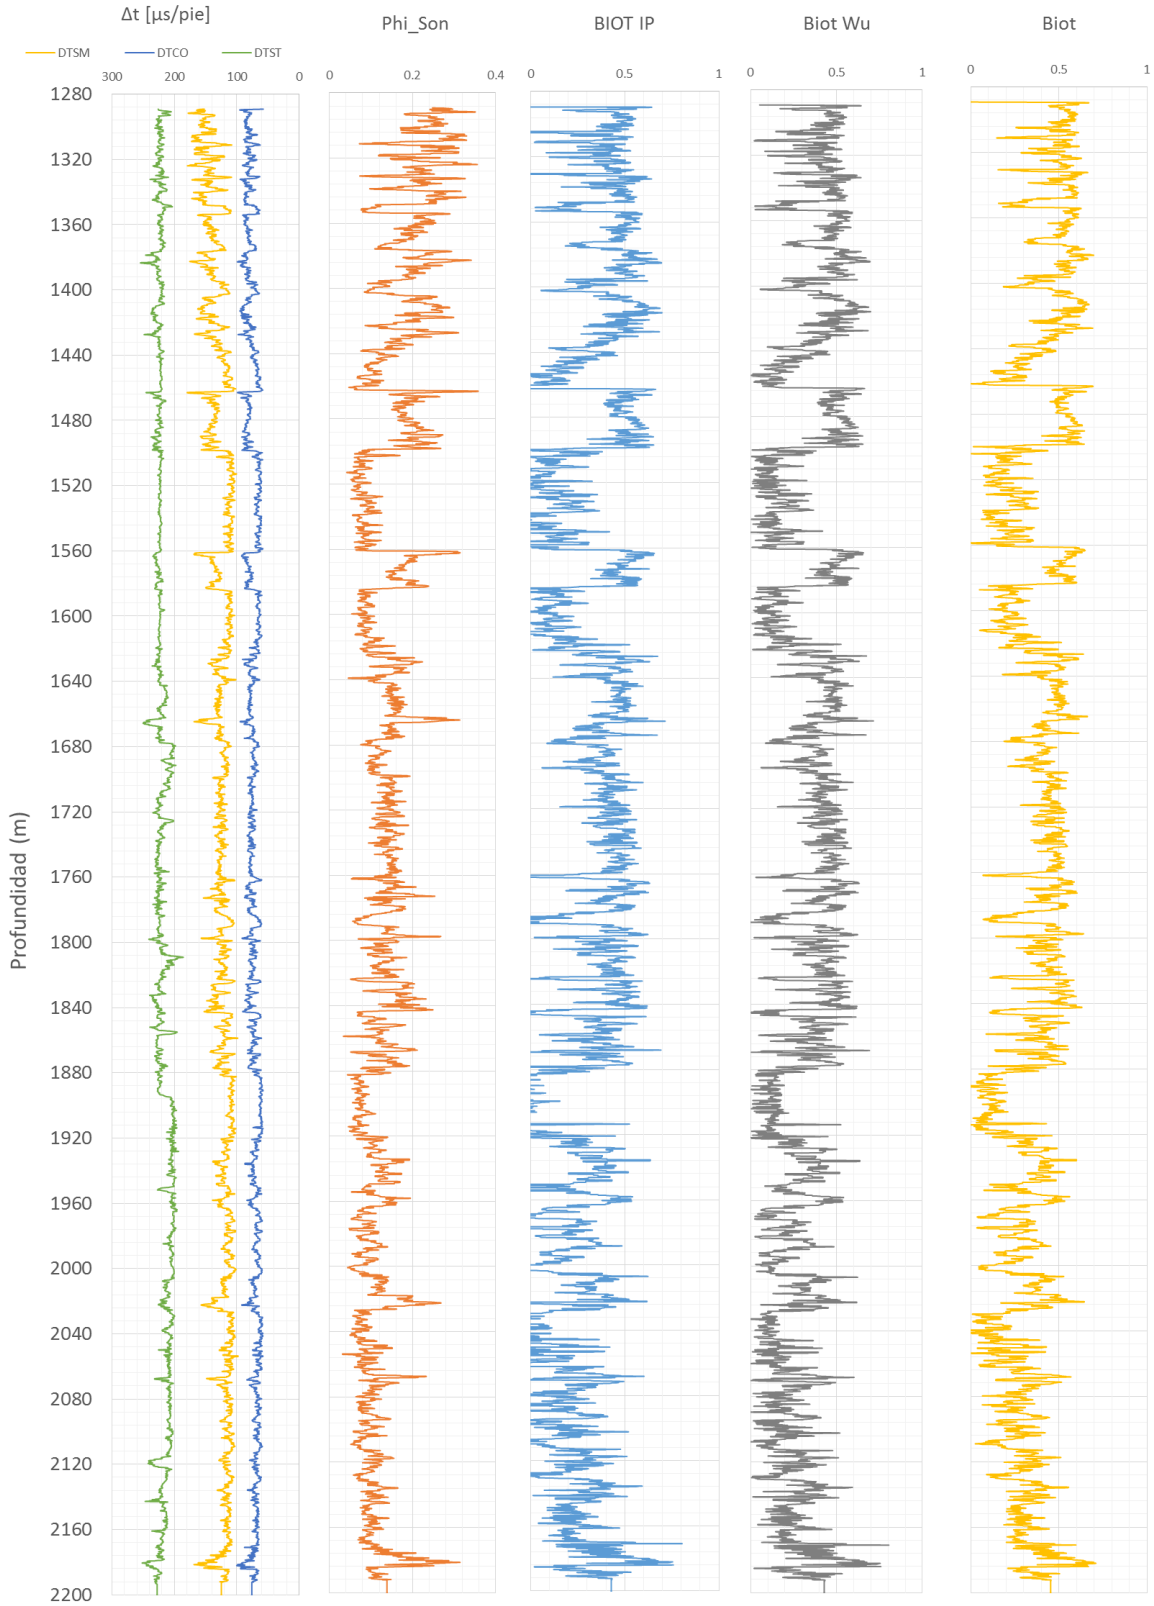 Δt [µs/pie]
Phi_Son
BIOT IP
Biot Wu
Biot
DTSM
DTCO
DTST
300 200 100 0
0 0.2 0.4
0 0.5 1
0 0.5 1
0 0.5 1
Profundidad (m)
1280
1320
1360
1400
1440
1480
1520
1560
1600
1640
1680
1720
1760
1800
1840
1880
1920
1960
2000
2040
2080
2120
2160
2200